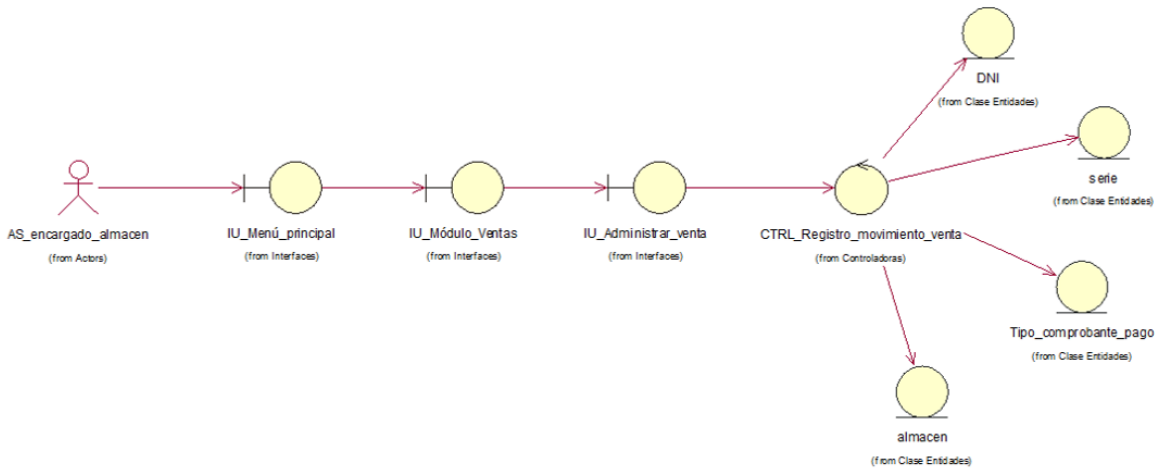 DNI
(from Clase Entidades)
serie
(from Clase Entidades)
AS_encargado_almacen
(from Actors)
IU_Menú_principal
(from Interfaces)
IU_Módulo_Ventas
(from Interfaces)
IU_Administrar_venta
(from Interfaces)
CTRL_Registro_movimiento_venta
(from Controladoras)
Tipo_comprobante_pago
(from Clase Entidades)
almacen
(from Clase Entidades)